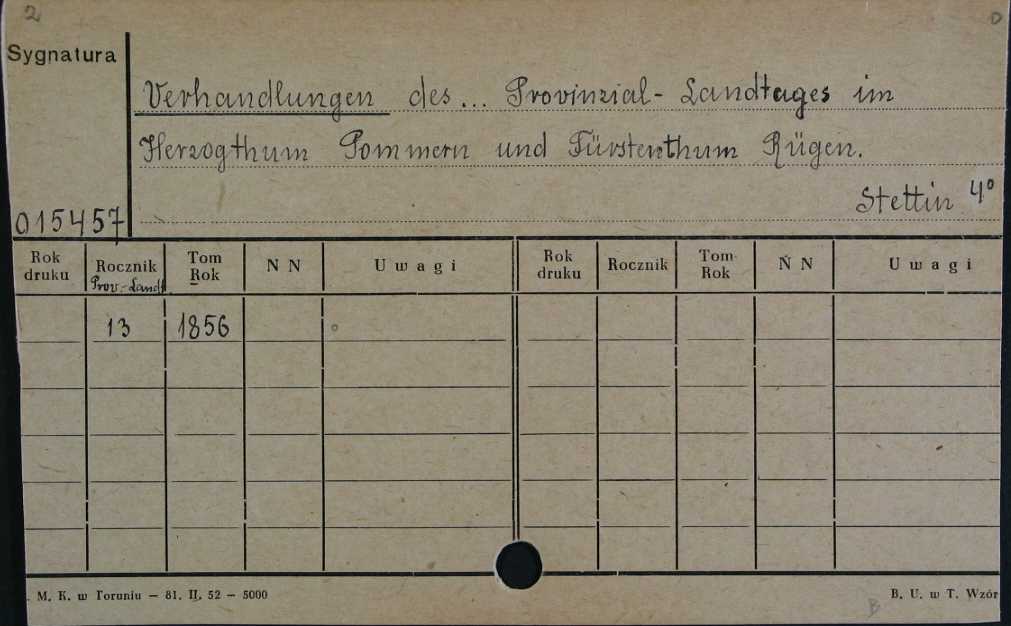 2
Sygnatura
Verhandlungen des... Provinzial-Landtages im
Herzogthum Pommern und Fürstenthum Rügen.
Stettin 4°
015457
Rok druku Rocznik Prov.-Landt. Tom Rok N N Uwagi Rok druku Rocznik Tom Rok N N Uwagi
13 1856
. M. K. w Toruniu — 81. II. 52 — 5000 B. U. w T. Wzór
B